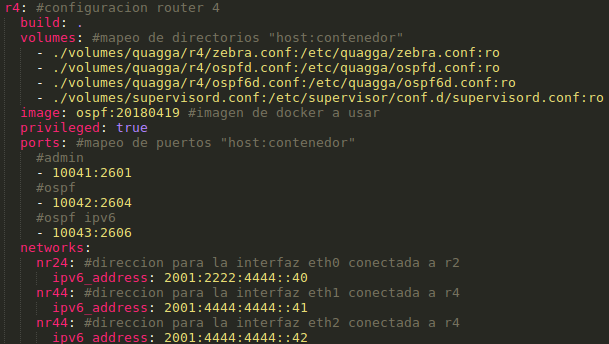 r4: #configuracion router 4
build: .
volumes: #mapeo de directorios "host:contenedor"
- ./volumes/quagga/r4/zebra.conf:/etc/quagga/zebra.conf:ro
- ./volumes/quagga/r4/ospfd.conf:/etc/quagga/ospfd.conf:ro
- ./volumes/quagga/r4/ospf6d.conf:/etc/quagga/ospf6d.conf:ro
- ./volumes/supervisord.conf:/etc/supervisor/conf.d/supervisord.conf:ro
image: ospf:20180419 #imagen de docker a usar
privileged: true
ports: #mapeo de puertos "host:contenedor"
#admin
- 10041:2601
#ospf
- 10042:2604
#ospf ipv6
- 10043:2606
networks:
nr24: #direccion para la interfaz eth0 conectada a r2
ipv6_address: 2001:2222:4444::40
nr44: #direccion para la interfaz eth1 conectada a r4
ipv6_address: 2001:4444:4444::41
nr44: #direccion para la interfaz eth2 conectada a r4
ipv6_address: 2001:4444:4444::42